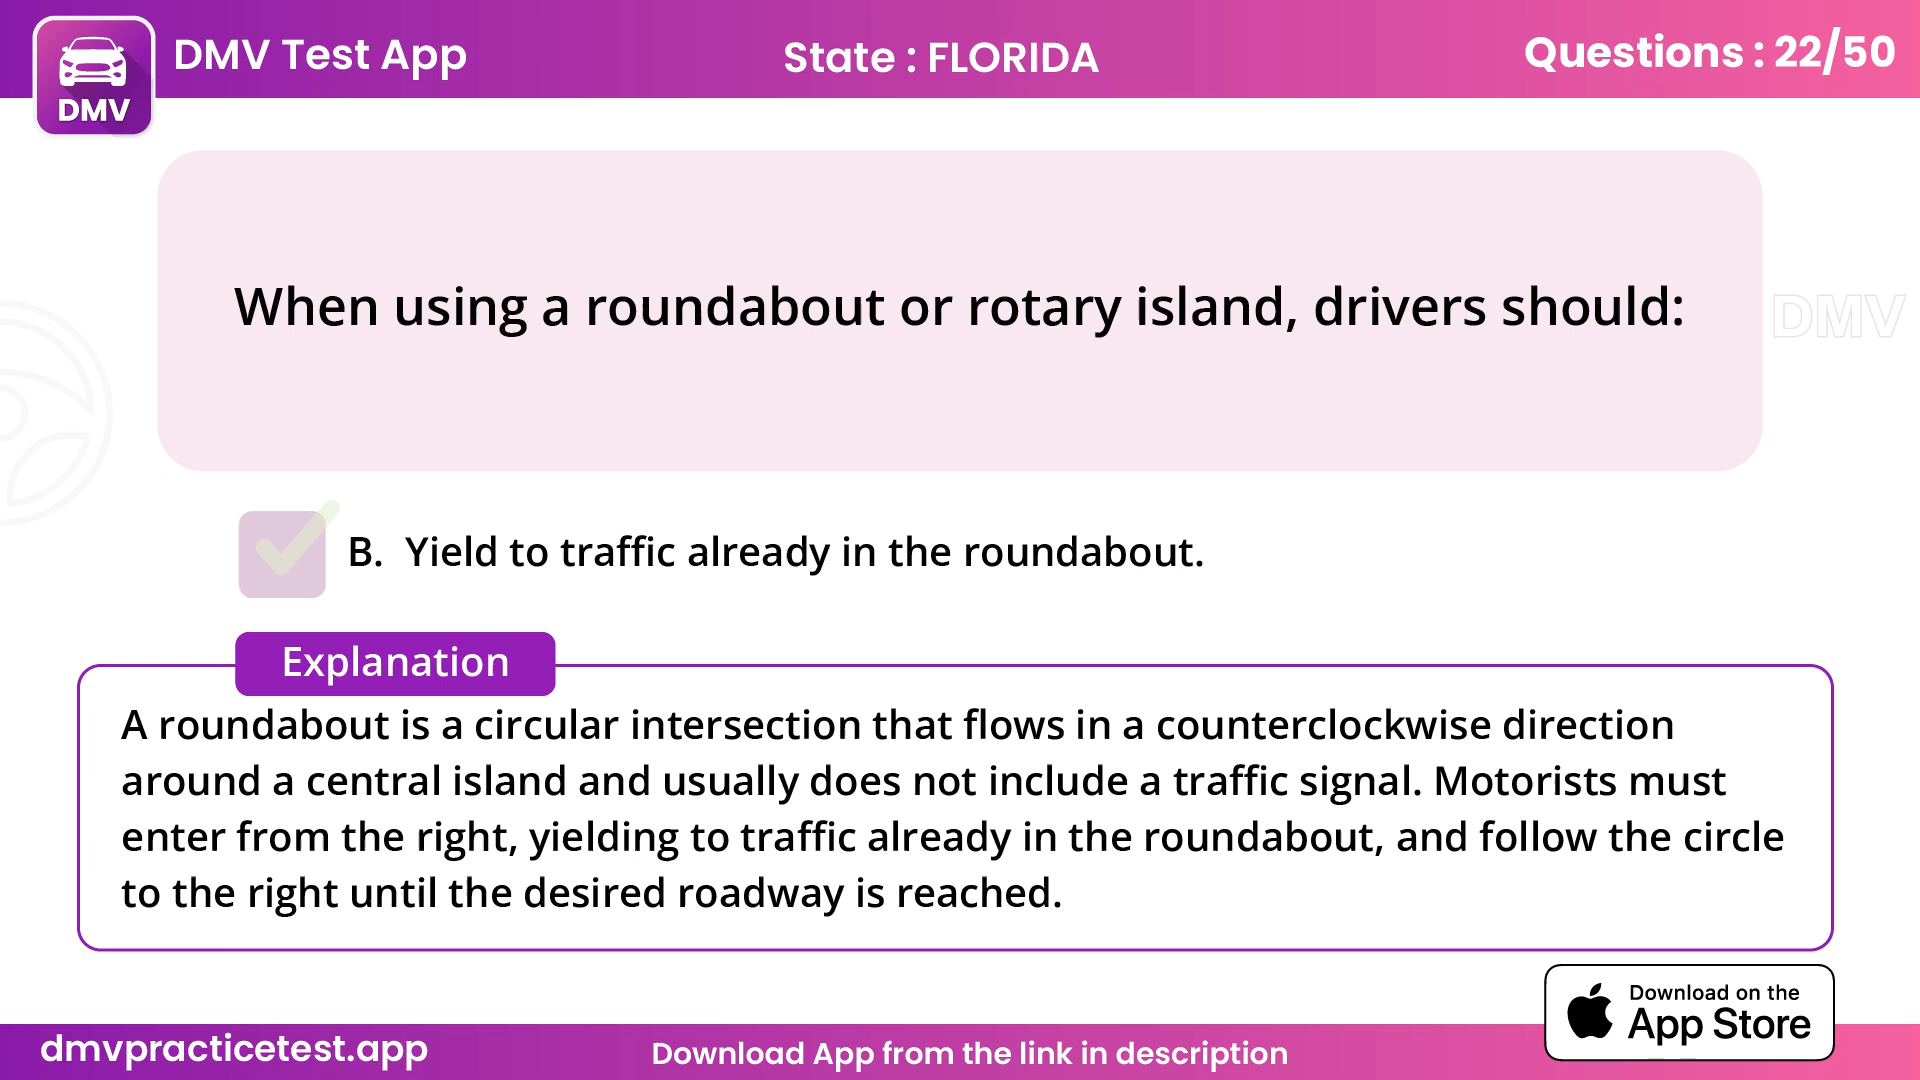 DMV
DMV Test App
State : FLORIDA
Questions : 22/50
When using a roundabout or rotary island, drivers should:
DMV
B. Yield to traffic already in the roundabout.
Explanation
A roundabout is a circular intersection that flows in a counterclockwise direction
around a central island and usually does not include a traffic signal. Motorists must
enter from the right, yielding to traffic already in the roundabout, and follow the circle
to the right until the desired roadway is reached.
Download on the
App Store
dmvpracticetest.app
Download App from the link in description